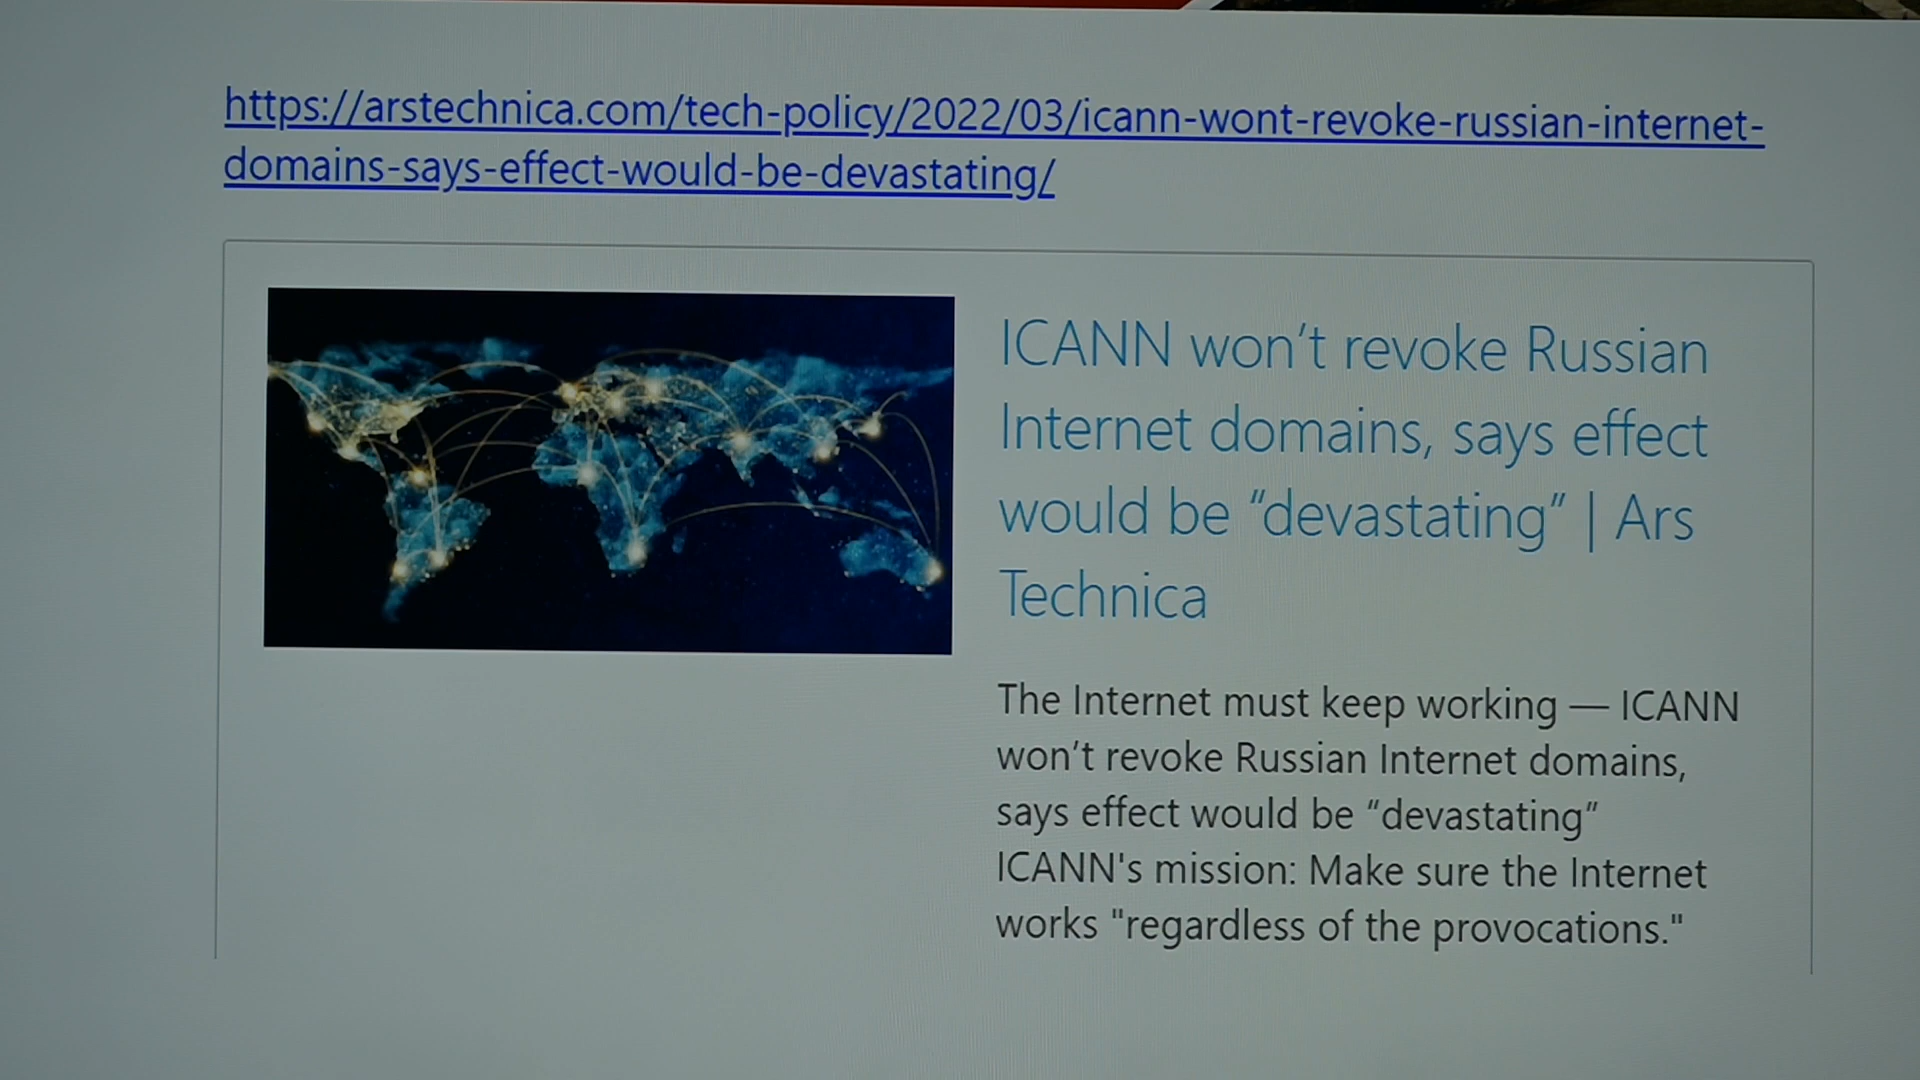 https://arstechnica.com/tech-policy/2022/03/icann-wont-revoke-russian-internet-
domains-says-effect-would-be-devastating/
ICANN won’t revoke Russian
Internet domains, says effect
would be “devastating” | Ars
Technica
The Internet must keep working — ICANN
won’t revoke Russian Internet domains,
says effect would be “devastating”
ICANN's mission: Make sure the Internet
works "regardless of the provocations."